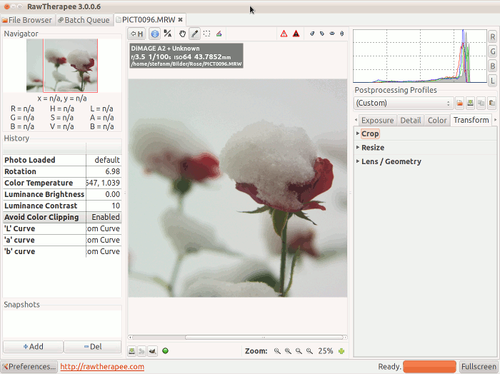 RawTherapee 3.0.0.6
File Browser
Batch Queue
PICT0096.MRW
Navigator
x = n/a, y = n/a
R = n/a H = n/a L = n/a
G = n/a S = n/a A = n/a
B = n/a V = n/a B = n/a
History
Photo Loaded default
Rotation 6.98
Color Temperature 547, 1.039
Luminance Brightness 0.00
Luminance Contrast 10
Avoid Color Clipping Enabled
'L' Curve om Curve
'a' curve om Curve
'b' curve om Curve
Snapshots
Add
Del
H
DiMAGE A2 + Unknown
f/3.5 1/100s ISO64 43.7852mm
/home/stefanm/Bilder/Rose/PICT0096.MRW
Zoom: 25%
R
G
B
L
Postprocessing Profiles
(Custom)
Exposure Detail Color Transform
Crop
Resize
Lens / Geometry
Preferences...
http://rawtherapee.com
Ready.
Fullscreen